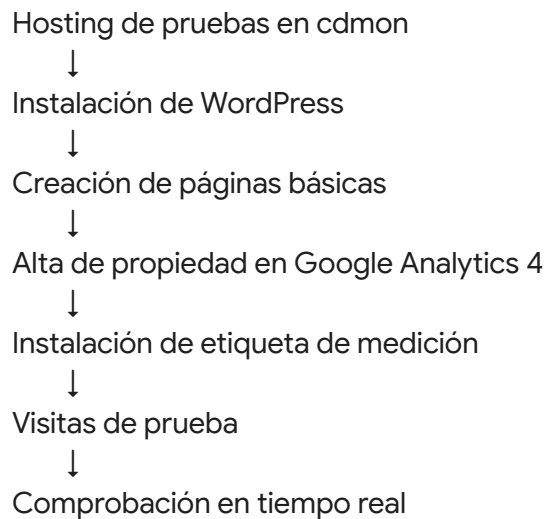 Hosting de pruebas en cdmon
↓
Instalación de WordPress
↓
Creación de páginas básicas
↓
Alta de propiedad en Google Analytics 4
↓
Instalación de etiqueta de medición
↓
Visitas de prueba
↓
Comprobación en tiempo real